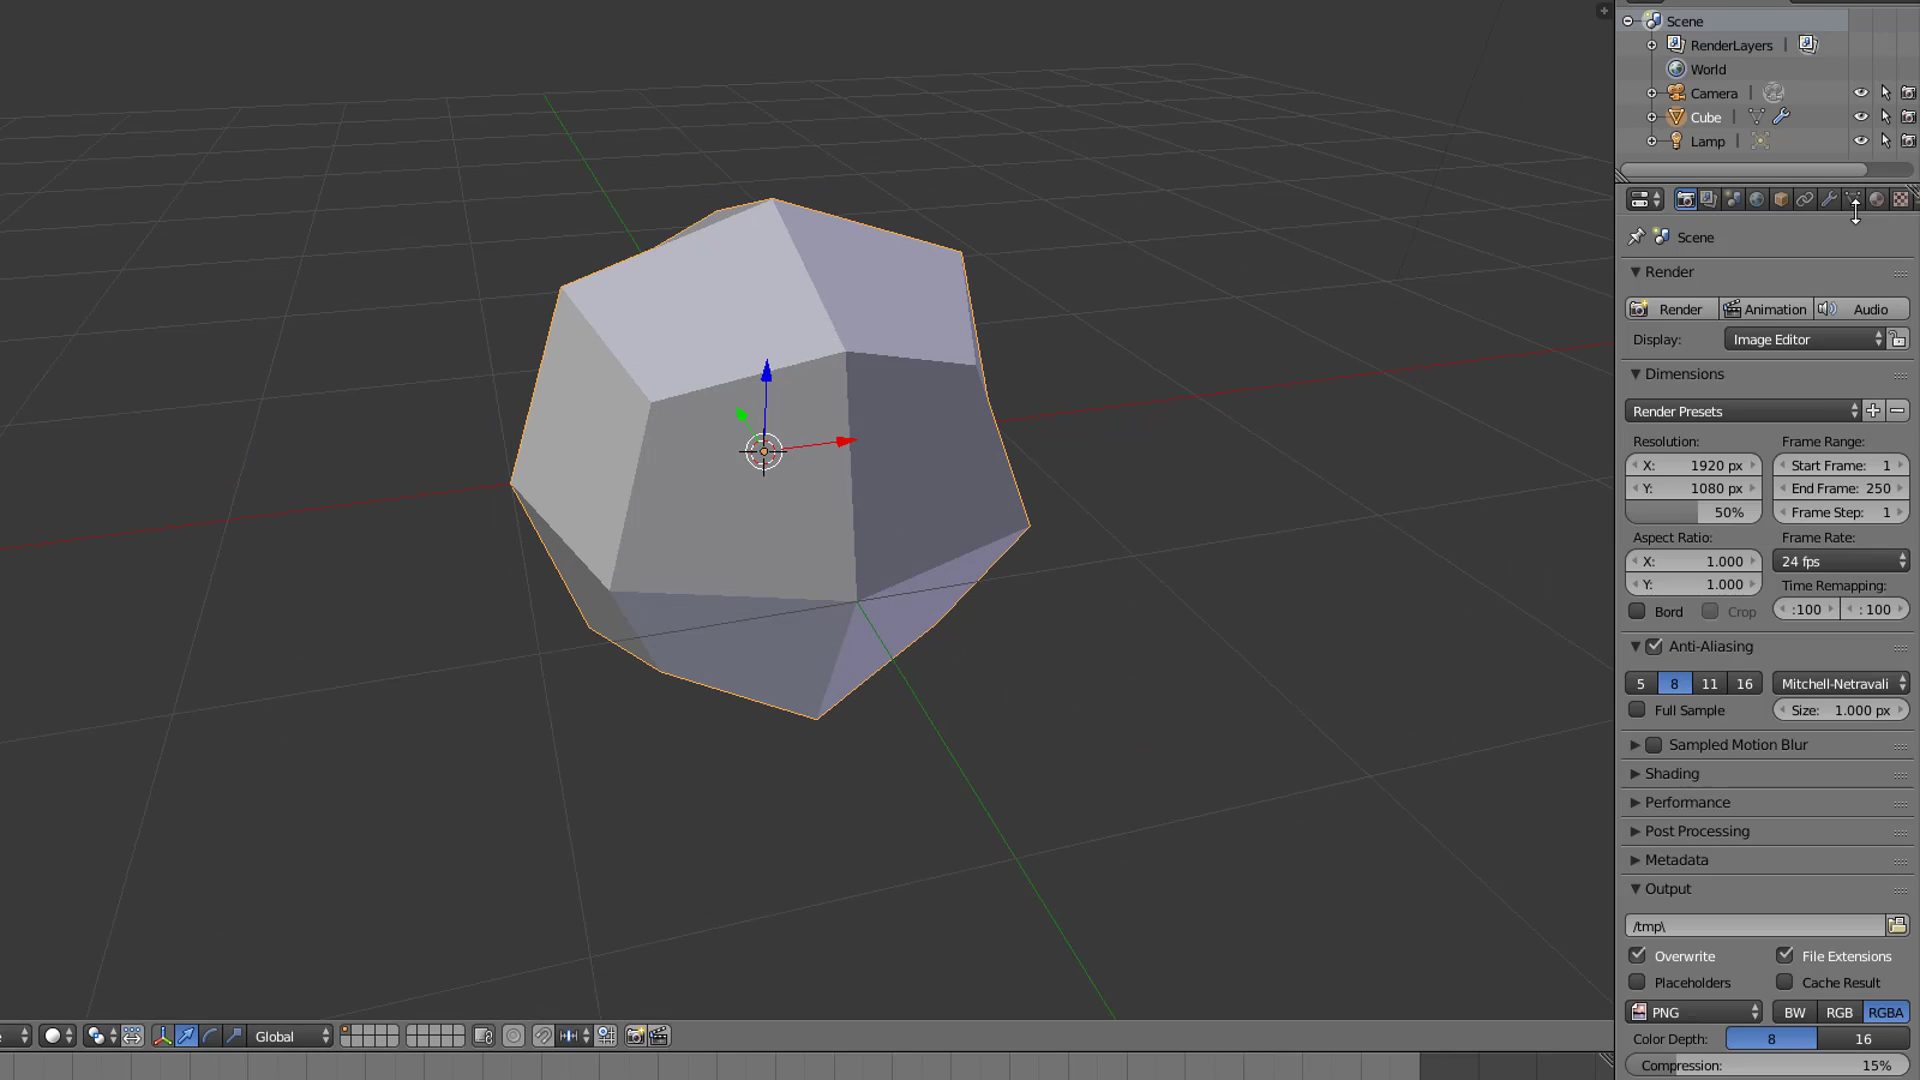 Scene
RenderLayers
World
Camera
Cube
Lamp
Scene
Render
Render Animation Audio
Display: Image Editor
Dimensions
Render Presets
Resolution: Frame Range:
X: 1920 px Start Frame: 1
Y: 1080 px End Frame: 250
50% Frame Step: 1
Aspect Ratio: Frame Rate:
X: 1.000 24 fps
Y: 1.000 Time Remapping:
Bord Crop :100 : 100
Anti-Aliasing
5 8 11 16 Mitchell-Netravali
Full Sample Size: 1.000 px
Sampled Motion Blur
Shading
Performance
Post Processing
Metadata
Output
/tmp\
Overwrite File Extensions
Placeholders Cache Result
PNG BW RGB RGBA
Global
Color Depth: 8 16
Compression: 15%